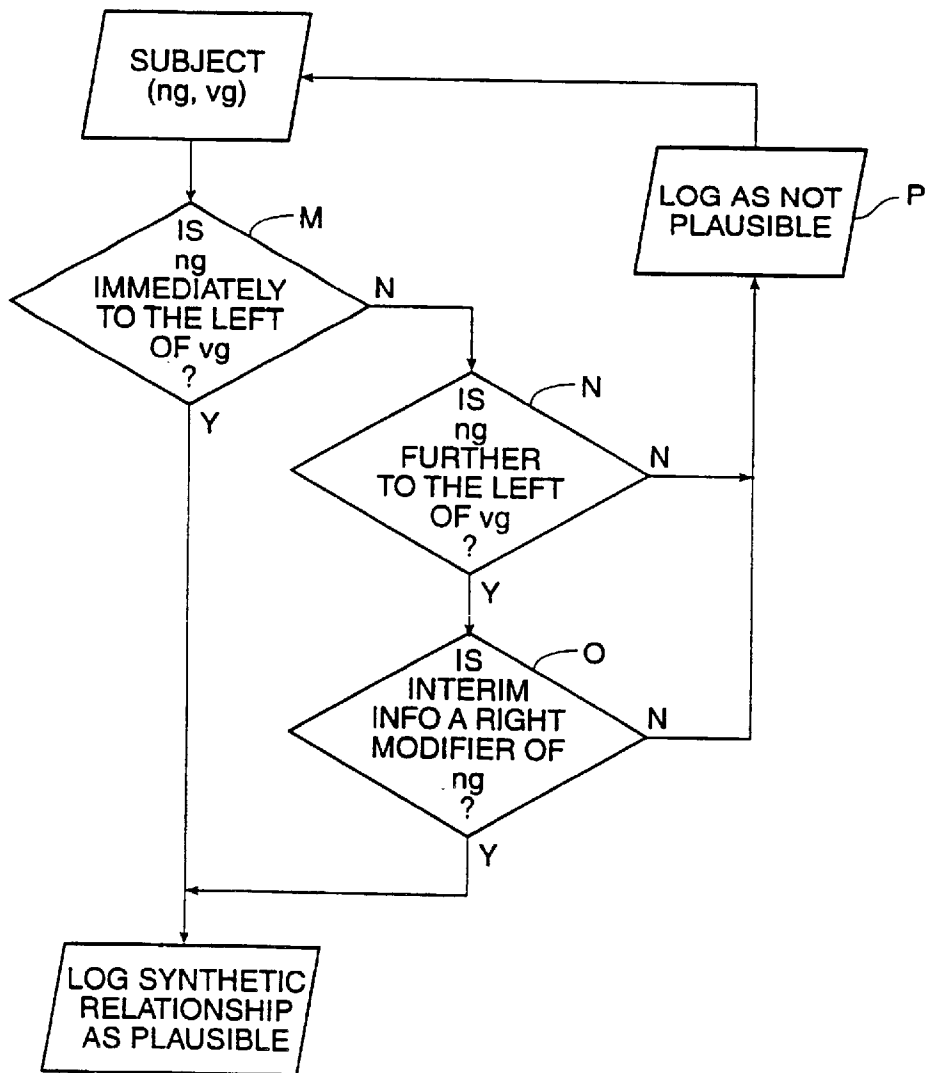 SUBJECT
(ng, vg)
LOG AS NOT
PLAUSIBLE
P
M
IS
ng
IMMEDIATELY
TO THE LEFT
OF vg
?
N
Y
N
IS
ng
FURTHER
TO THE LEFT
OF vg
?
N
Y
O
IS
INTERIM
INFO A RIGHT
MODIFIER OF
ng
?
N
Y
LOG SYNTHETIC
RELATIONSHIP
AS PLAUSIBLE